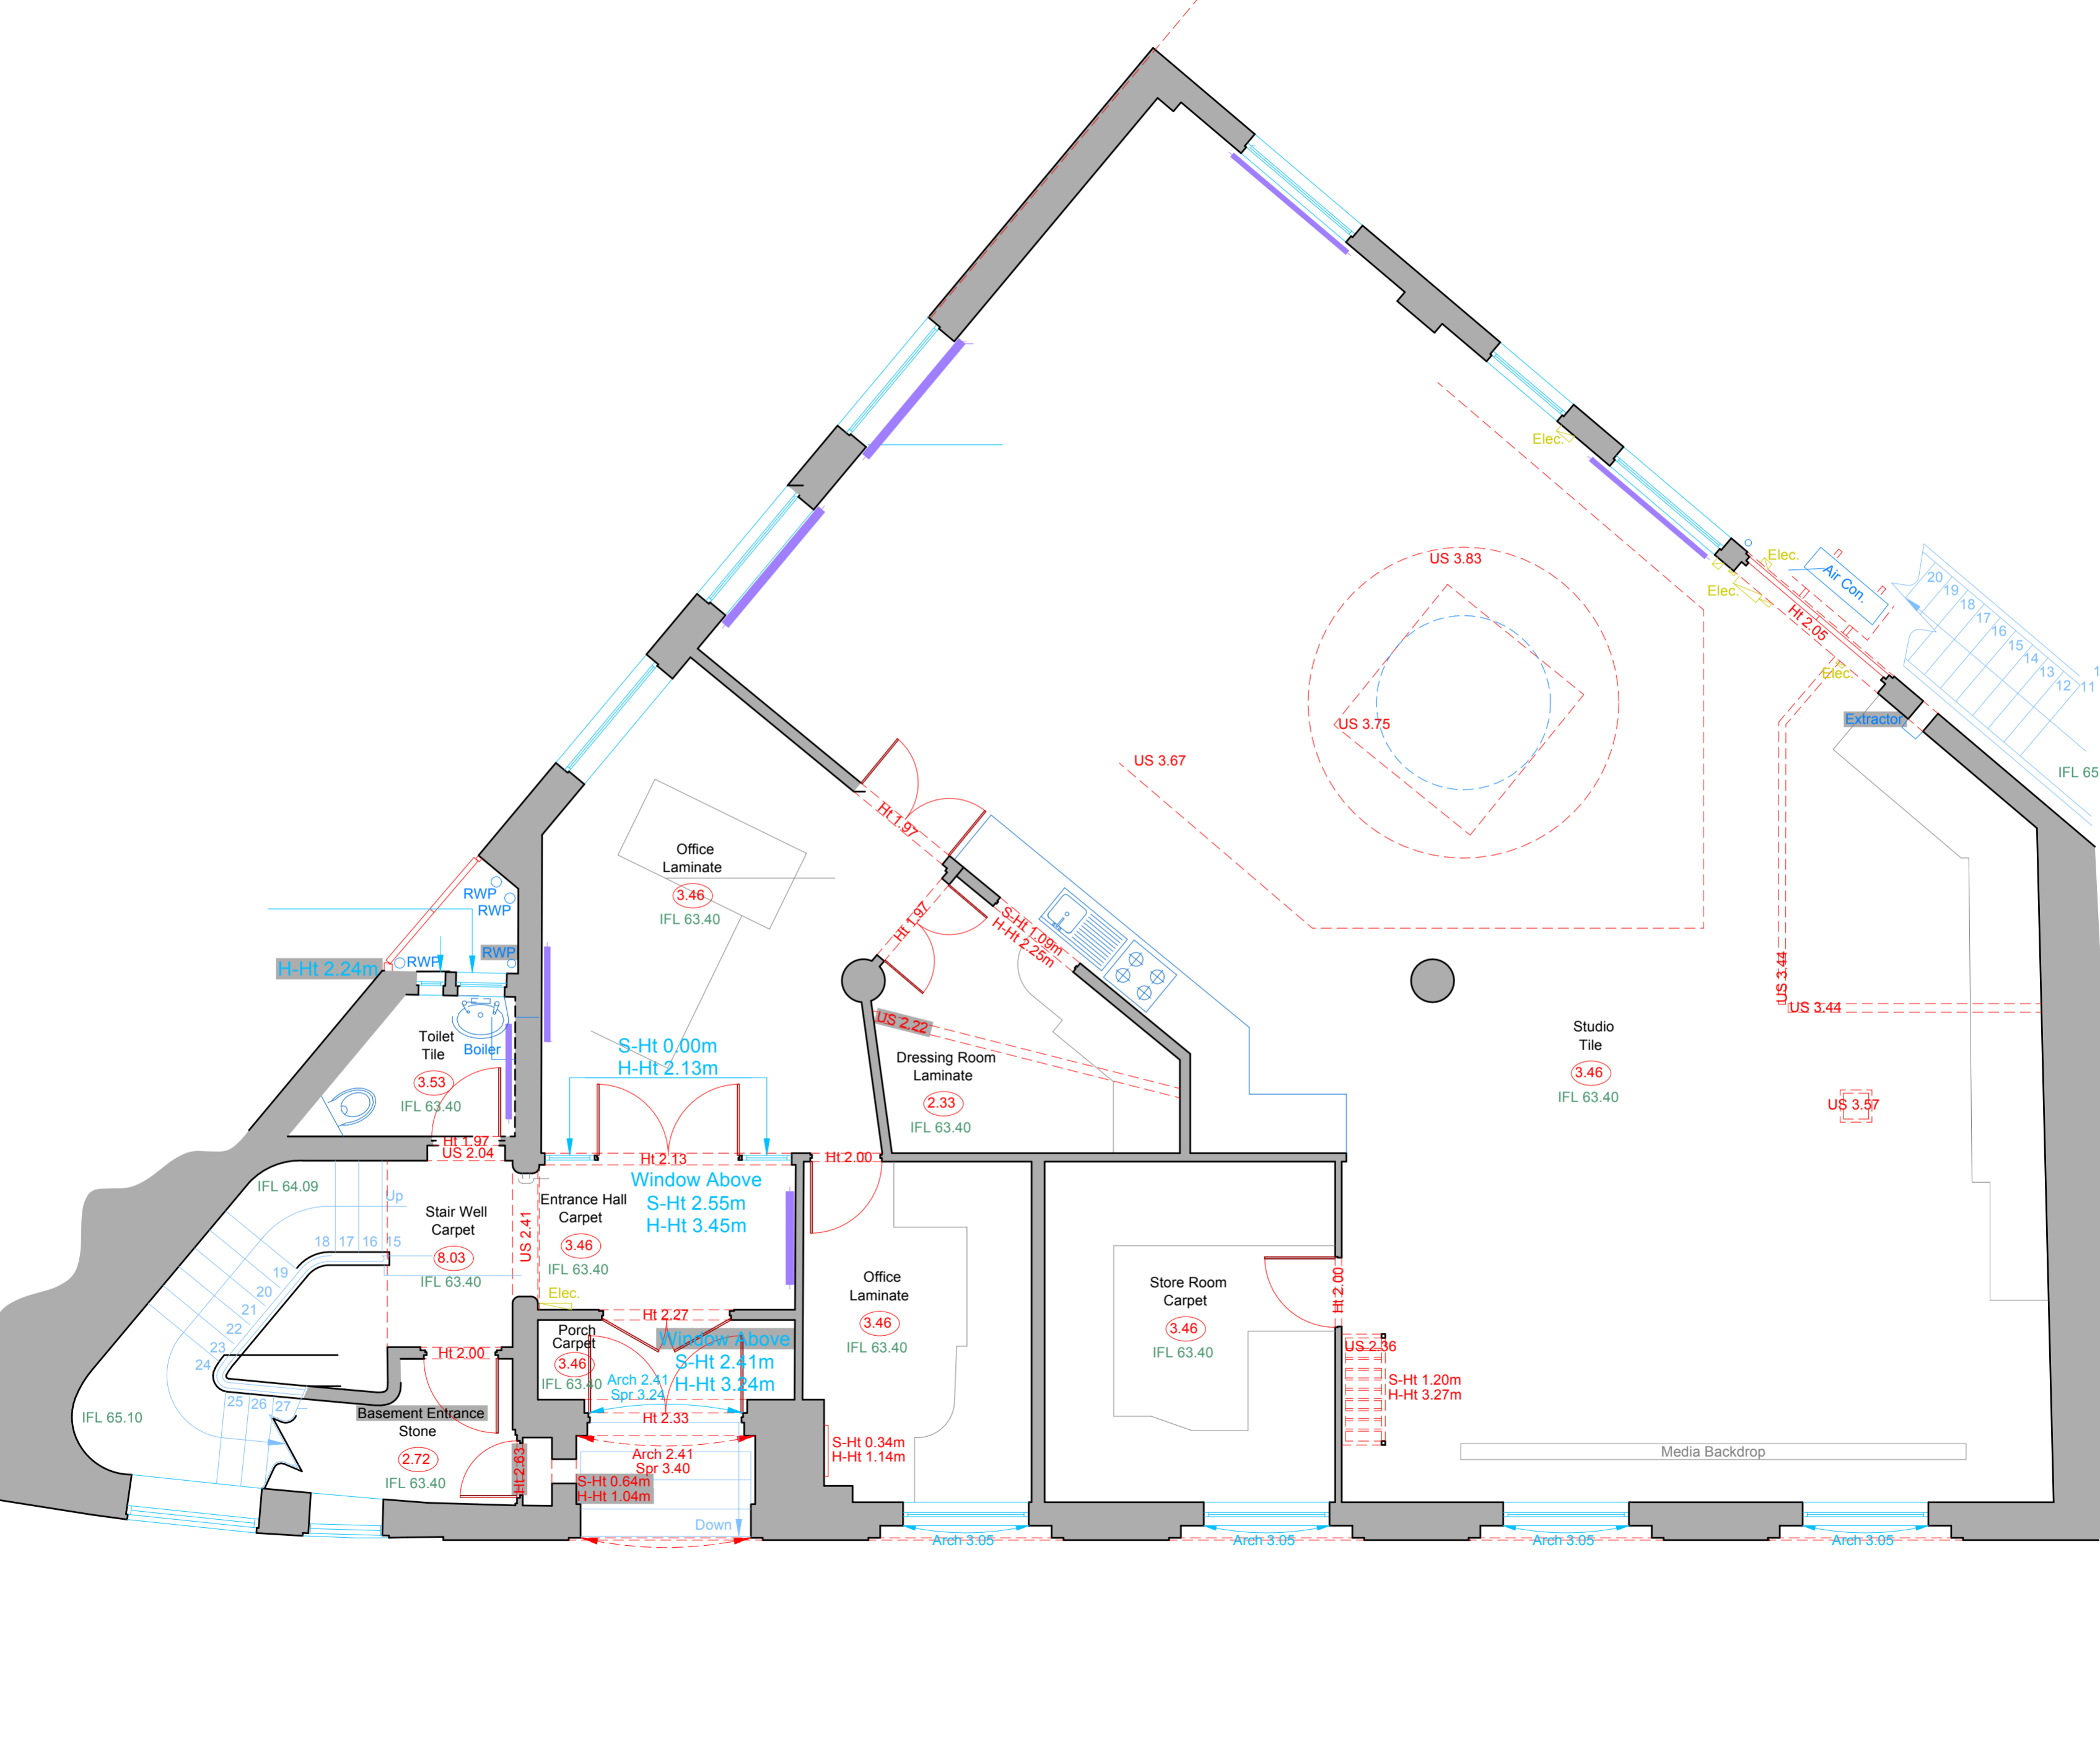 Elec.
US 3.83
Elec.
Air Con.
Elec.
Ht 2.05
20
19
18
17
16
15
14
13
12
11
1
Elec.
Extractor
US 3.75
US 3.67
IFL 65
Ht 1.97
Office
Laminate
3.46
IFL 63.40
RWP
RWP
RWP
RWP
H-Ht 2.24m
Ht 1.97
S-Ht 1.09m
H-Ht 2.25m
US 3.44
US 3.44
US 2.22
Toilet
Tile
Boiler
3.53
IFL 63.40
S-Ht 0.00m
H-Ht 2.13m
Dressing Room
Laminate
2.33
IFL 63.40
Studio
Tile
3.46
IFL 63.40
US 3.57
Ht 1.97
US 2.04
Ht 2.13
Ht 2.00
Window Above
S-Ht 2.55m
H-Ht 3.45m
IFL 64.09
Up
Stair Well
Carpet
8.03
IFL 63.40
US 2.41
Entrance Hall
Carpet
3.46
IFL 63.40
Elec.
18
17
16
15
19
20
21
22
23
24
25
26
27
Office
Laminate
3.46
IFL 63.40
Store Room
Carpet
3.46
IFL 63.40
Ht 2.00
US 2.36
S-Ht 1.20m
H-Ht 3.27m
Ht 2.27
Porch
Carpet
3.46
IFL 63.40
Window Above
S-Ht 2.41m
H-Ht 3.24m
Arch 2.41
Spr 3.24
Ht 2.00
Ht 2.33
IFL 65.10
Basement Entrance
Stone
2.72
IFL 63.40
Ht 2.63
Arch 2.41
Spr 3.40
S-Ht 0.64m
H-Ht 1.04m
S-Ht 0.34m
H-Ht 1.14m
Media Backdrop
Down
Arch 3.05
Arch 3.05
Arch 3.05
Arch 3.05